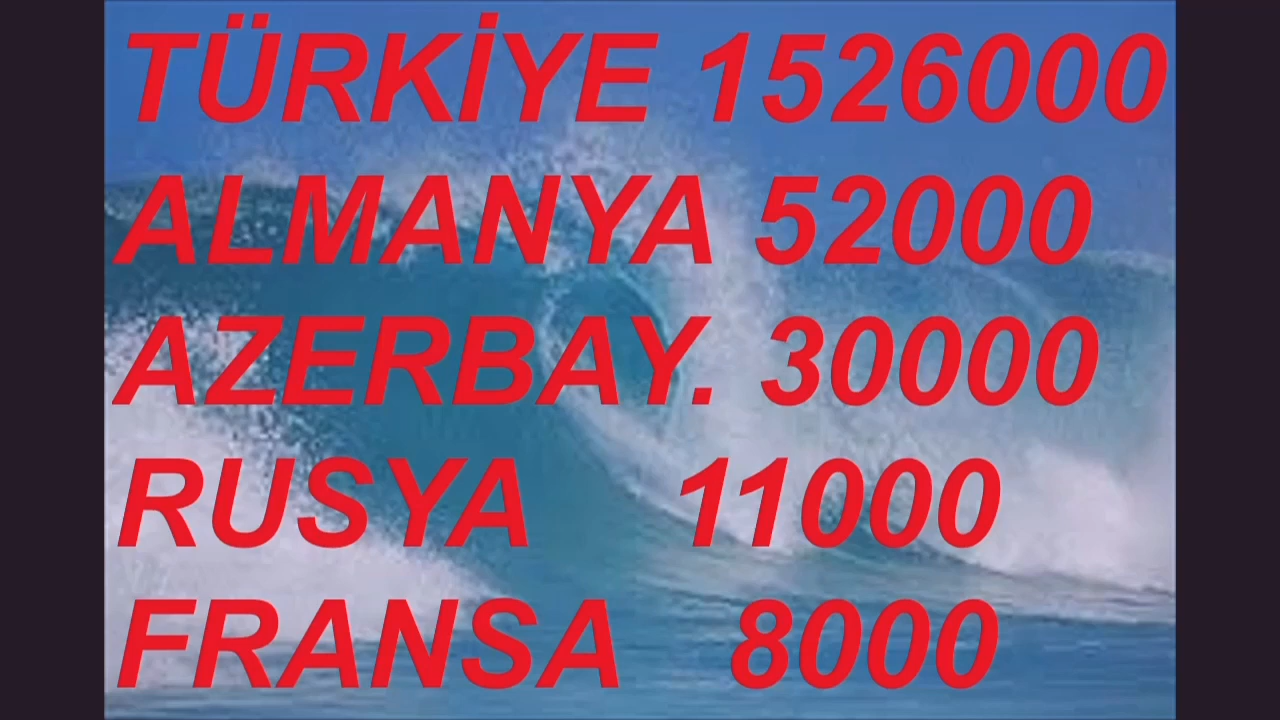 TÜRKİYE 1526000
ALMANYA 52000
AZERBAY. 30000
RUSYA 11000
FRANSA 8000